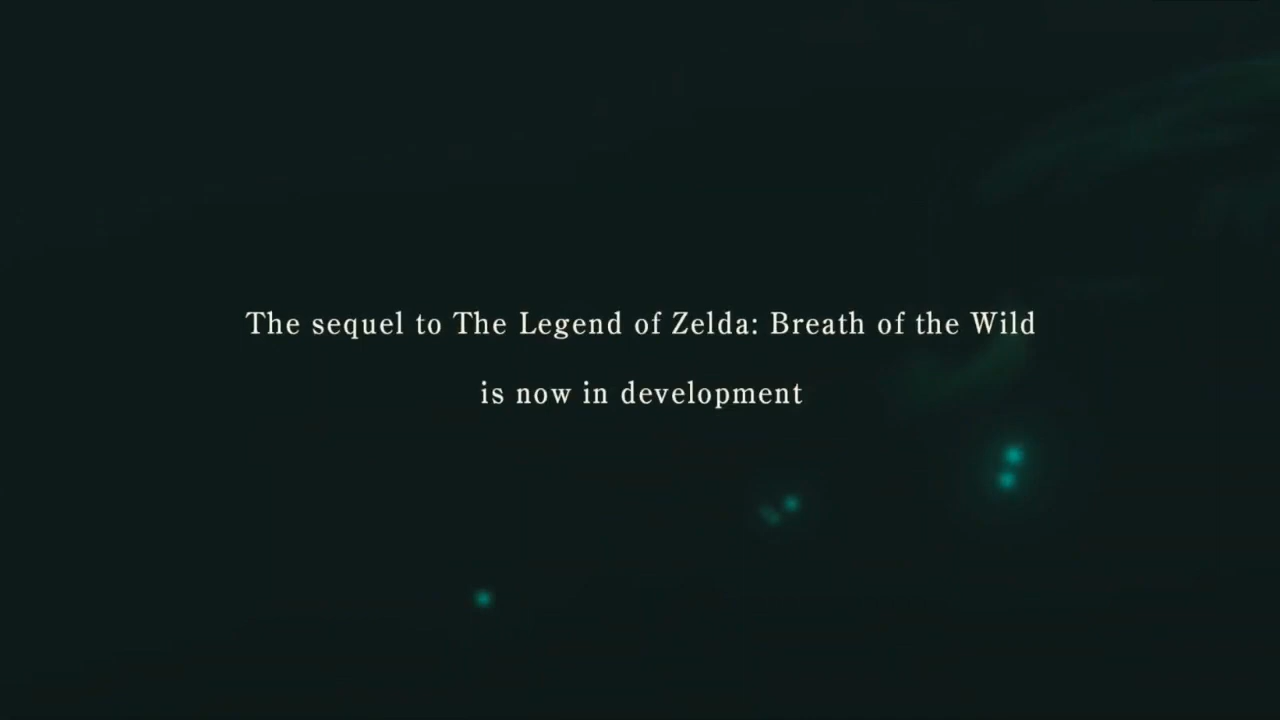 The sequel to The Legend of Zelda: Breath of the Wild
is now in development